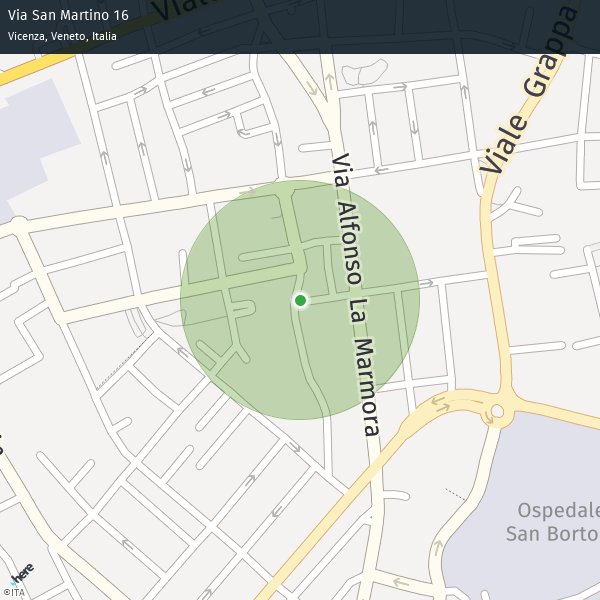 Via San Martino 16
Vicenza, Veneto, Italia
Viale
Viale Grappa
Via Alfonso La Marmora
Ospedale
San Borto
here
©ITA